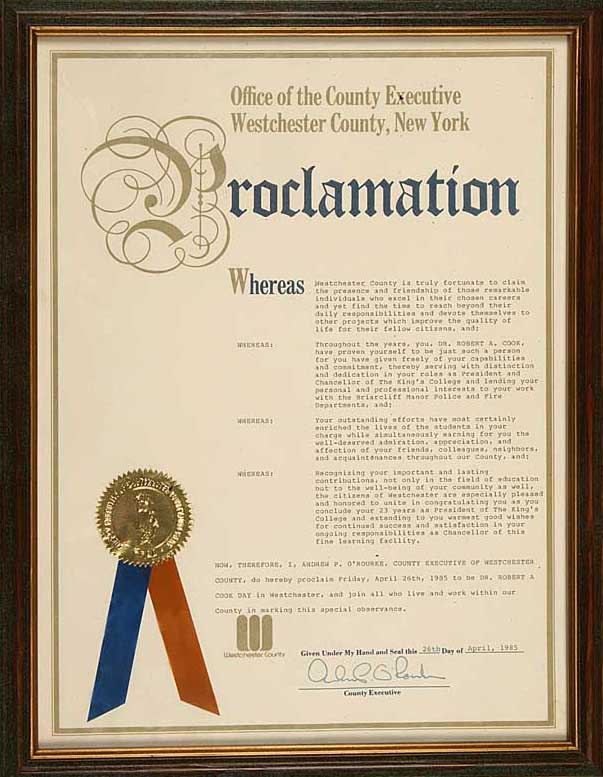 Office of the County Executive
Westchester County, New York
Proclamation
Whereas Westchester County is truly fortunate to claim
the presence and friendship of those remarkable
individuals who excel in their chosen careers
and yet find the time to reach beyond their
daily responsibilities and devote themselves to
other projects which improve the quality of
life for their fellow citizens, and;
WHEREAS: Throughout the years, you, DR. ROBERT A. COOK,
have proven yourself to be just such a person
for you have given freely of your capabilities
and commitment, thereby serving with distinction
and dedication in your roles as President and
Chancellor of The King's College and lending your
personal and professional interests to your work
with the Briarcliff Manor Police and Fire
Departments, and;
WHEREAS: Your outstanding efforts have most certainly
enriched the lives of the students in your
charge while simultaneously earning for you the
well-deserved admiration, appreciation, and
affection of your friends, colleagues, neighbors,
and acquaintenances throughout our County, and;
WHEREAS: Recognizing your important and lasting
contributions, not only in the field of education
but to the well-being of your community as well,
the citizens of Westchester are especially pleased
and honored to unite in congratulating you as you
conclude your 23 years as President of The King's
College and extending to you warmest good wishes
for continued success and satisfaction in your
ongoing responsibilities as Chancellor of this
fine learning facility.
NOW, THEREFORE, I, ANDREW P. O'ROURKE, COUNTY EXECUTIVE OF WESTCHESTER
COUNTY, do hereby proclaim Friday, April 26th, 1985 to be DR. ROBERT A
COOK DAY in Westchester, and join all who live and work within our
County in marking this special observance.
Westchester County
Given Under My Hand and Seal this 26th Day of April, 1985
County Executive